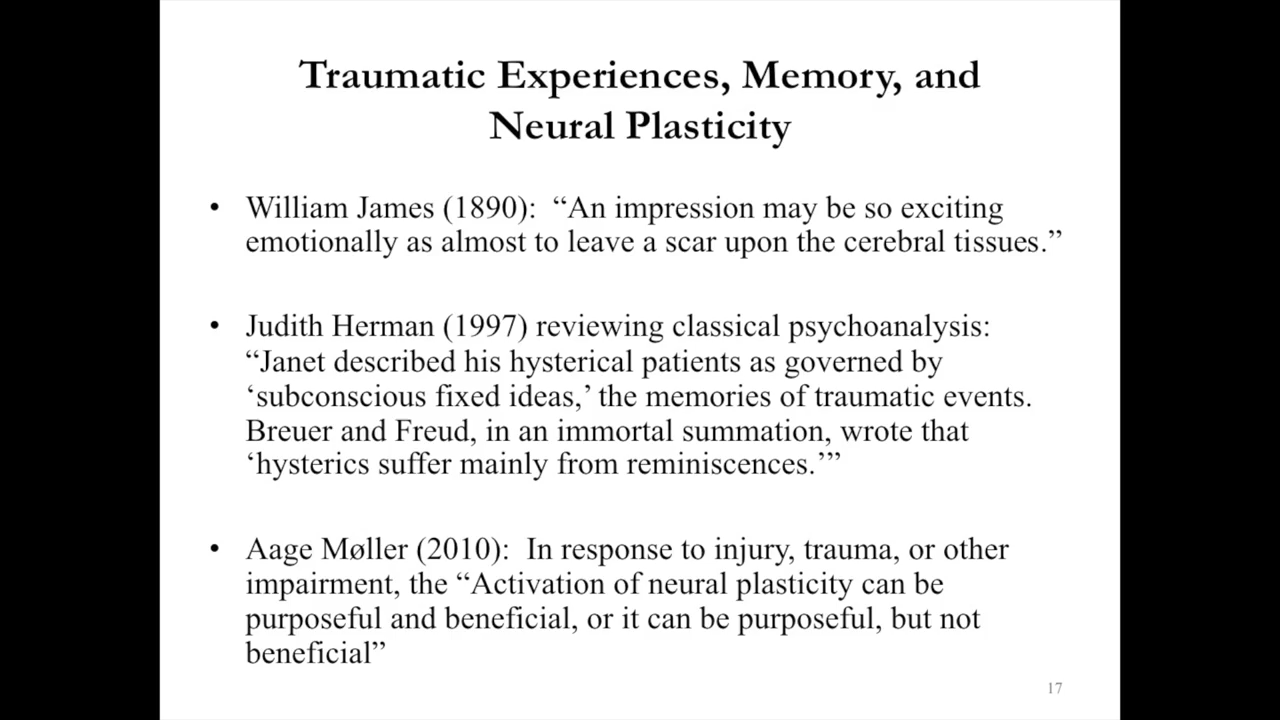 Traumatic Experiences, Memory, and
Neural Plasticity
• William James (1890):  “An impression may be so exciting
emotionally as almost to leave a scar upon the cerebral tissues.”
• Judith Herman (1997) reviewing classical psychoanalysis:
“Janet described his hysterical patients as governed by
‘subconscious fixed ideas,’ the memories of traumatic events.
Breuer and Freud, in an immortal summation, wrote that
‘hysterics suffer mainly from reminiscences.’”
• Aage Møller (2010):  In response to injury, trauma, or other
impairment, the “Activation of neural plasticity can be
purposeful and beneficial, or it can be purposeful, but not
beneficial”
17